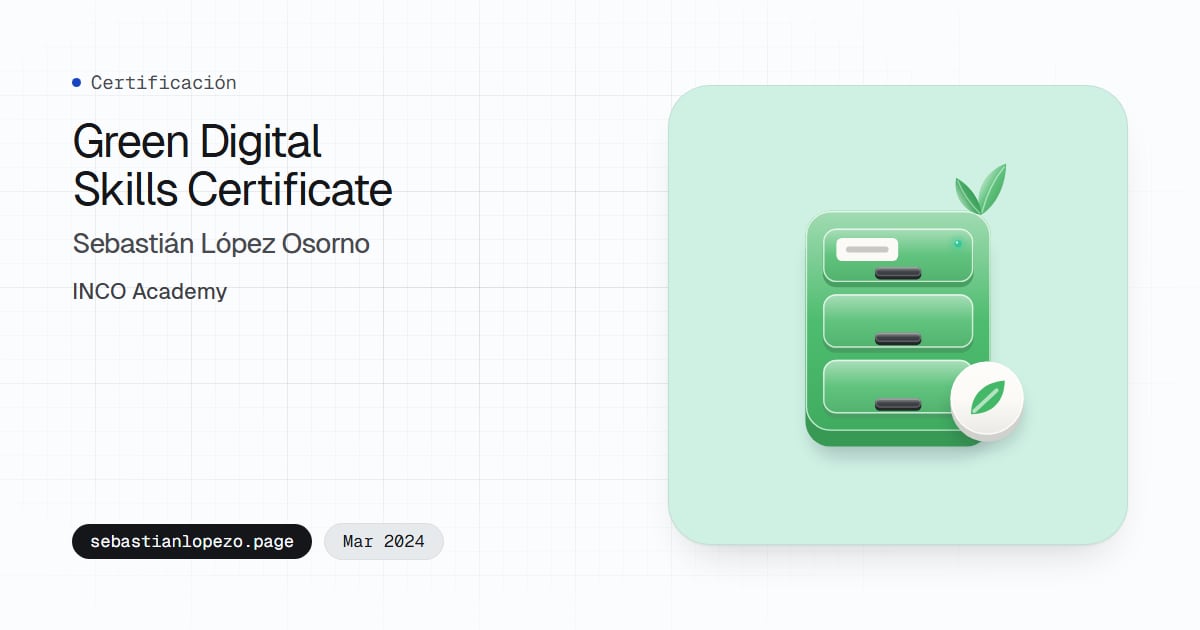 Certificación
Green Digital
Skills Certificate
Sebastián López Osorno
INCO Academy
sebastianlopezo.page
Mar 2024